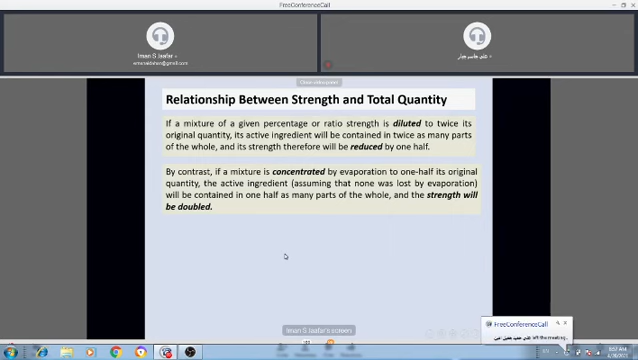 FreeConferenceCall
Iman S Jaafar
علي جاسم جبار
Relationship Between Strength and Total Quantity
If a mixture of a given percentage or ratio strength is diluted to twice its
original quantity, its active ingredient will be contained in twice as many parts
of the whole, and its strength therefore will be reduced by one half.
By contrast, if a mixture is concentrated by evaporation to one-half its original
quantity, the active ingredient (assuming that none was lost by evaporation)
will be contained in one half as many parts of the whole, and the strength will
be doubled.
Iman S Jaafar's screen
FreeConferenceCall
left the meeting